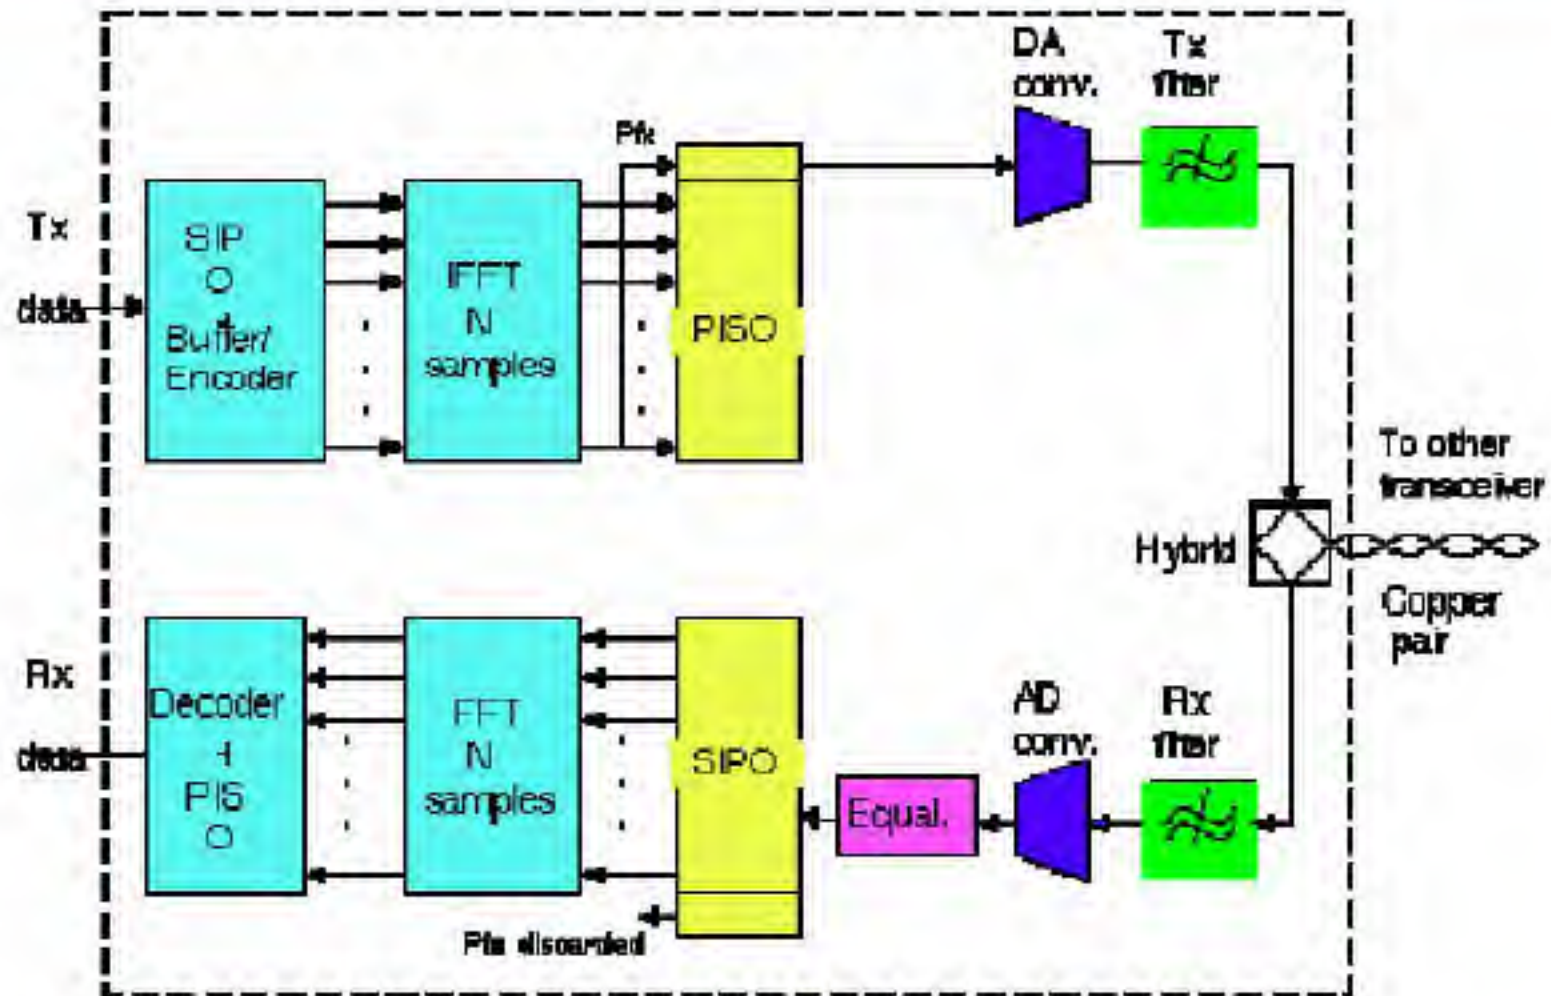 DA
conv.
Tx
filter
Pfx
Tx
data
SIP
O
+
Buffer/
Encoder
IFFT
N
samples
PISO
To other
transceiver
Hybrid
Copper
pair
Rx
data
Decoder
+
PIS
O
FFT
N
samples
SIPO
Equal.
AD
conv.
Rx
filter
Pfx discarded